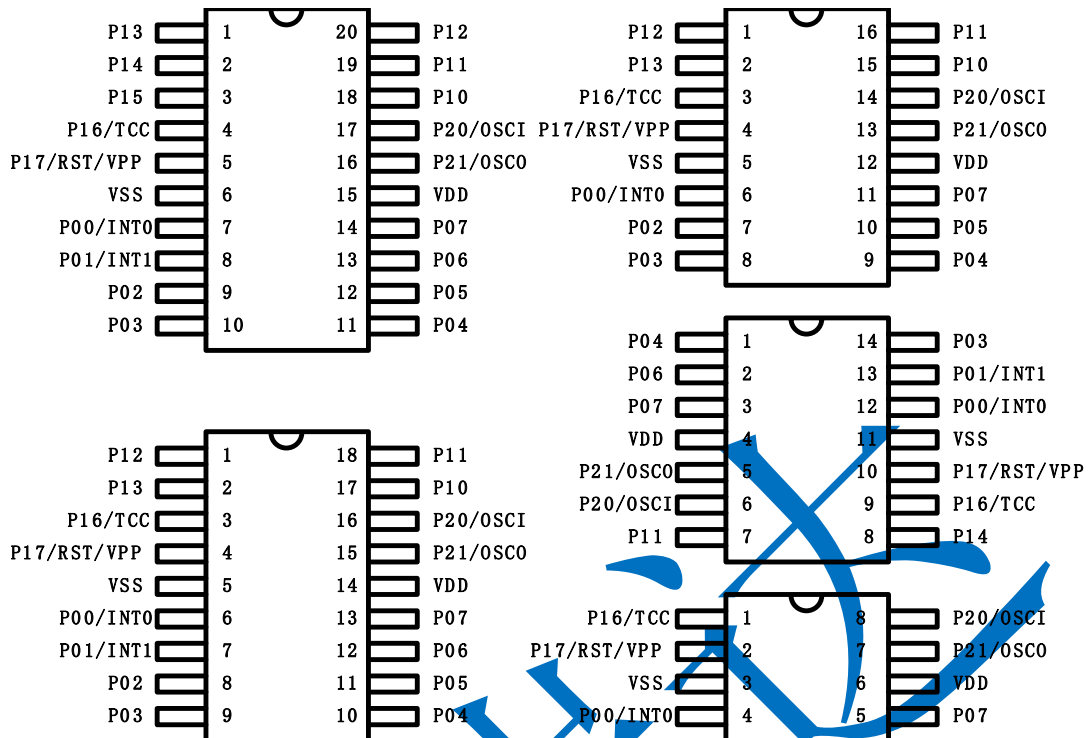 P13 1 20 P12
P14 2 19 P11
P15 3 18 P10
P16/TCC 4 17 P20/OSCI
P17/RST/VPP 5 16 P21/OSCO
VSS 6 15 VDD
P00/INT0 7 14 P07
P01/INT1 8 13 P06
P02 9 12 P05
P03 10 11 P04
P12 1 16 P11
P13 2 15 P10
P16/TCC 3 14 P20/OSCI
P17/RST/VPP 4 13 P21/OSCO
VSS 5 12 VDD
P00/INT0 6 11 P07
P02 7 10 P05
P03 8 9 P04
P12 1 18 P11
P13 2 17 P10
P16/TCC 3 16 P20/OSCI
P17/RST/VPP 4 15 P21/OSCO
VSS 5 14 VDD
P00/INT0 6 13 P07
P01/INT1 7 12 P06
P02 8 11 P05
P03 9 10 P04
P04 1 14 P03
P06 2 13 P01/INT1
P07 3 12 P00/INT0
VDD 4 11 VSS
P21/OSCO 5 10 P17/RST/VPP
P20/OSCI 6 9 P16/TCC
P11 7 8 P14
P16/TCC 1 8 P20/OSCI
P17/RST/VPP 2 7 P21/OSCO
VSS 3 6 VDD
P00/INT0 4 5 P07